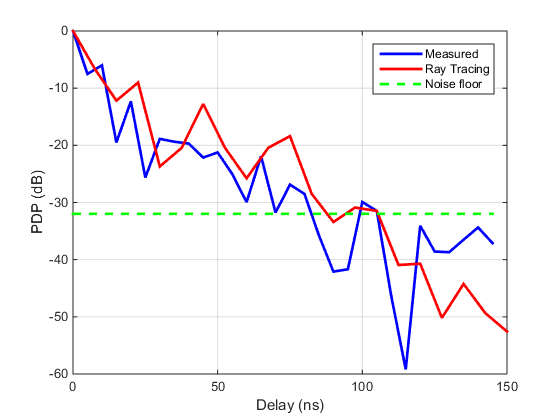 0
-10
-20
-30
-40
-50
-60
PDP (dB)
0
50
100
150
Delay (ns)
Measured
Ray Tracing
Noise floor